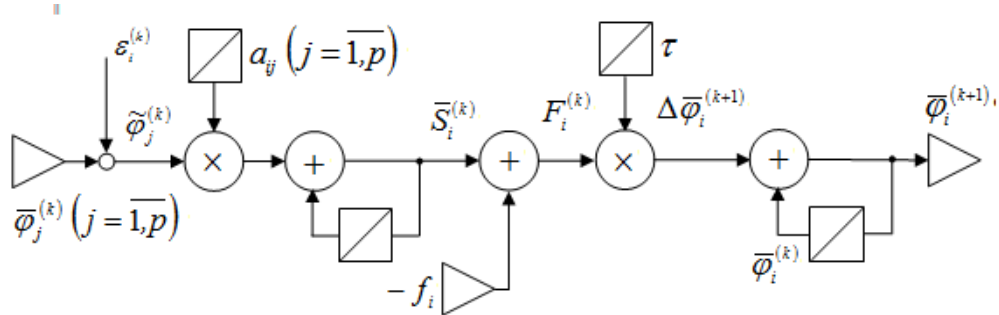 ε_i^(k)
a_ij (j = 1,p‾)
τ
φ̃_j^(k)
S̄_i^(k)
F_i^(k)
Δφ̄_i^(k+1)
φ̄_i^(k+1)
×
+
+
×
+
φ̄_j^(k) (j = 1,p‾)
− f_i
φ̄_i^(k)